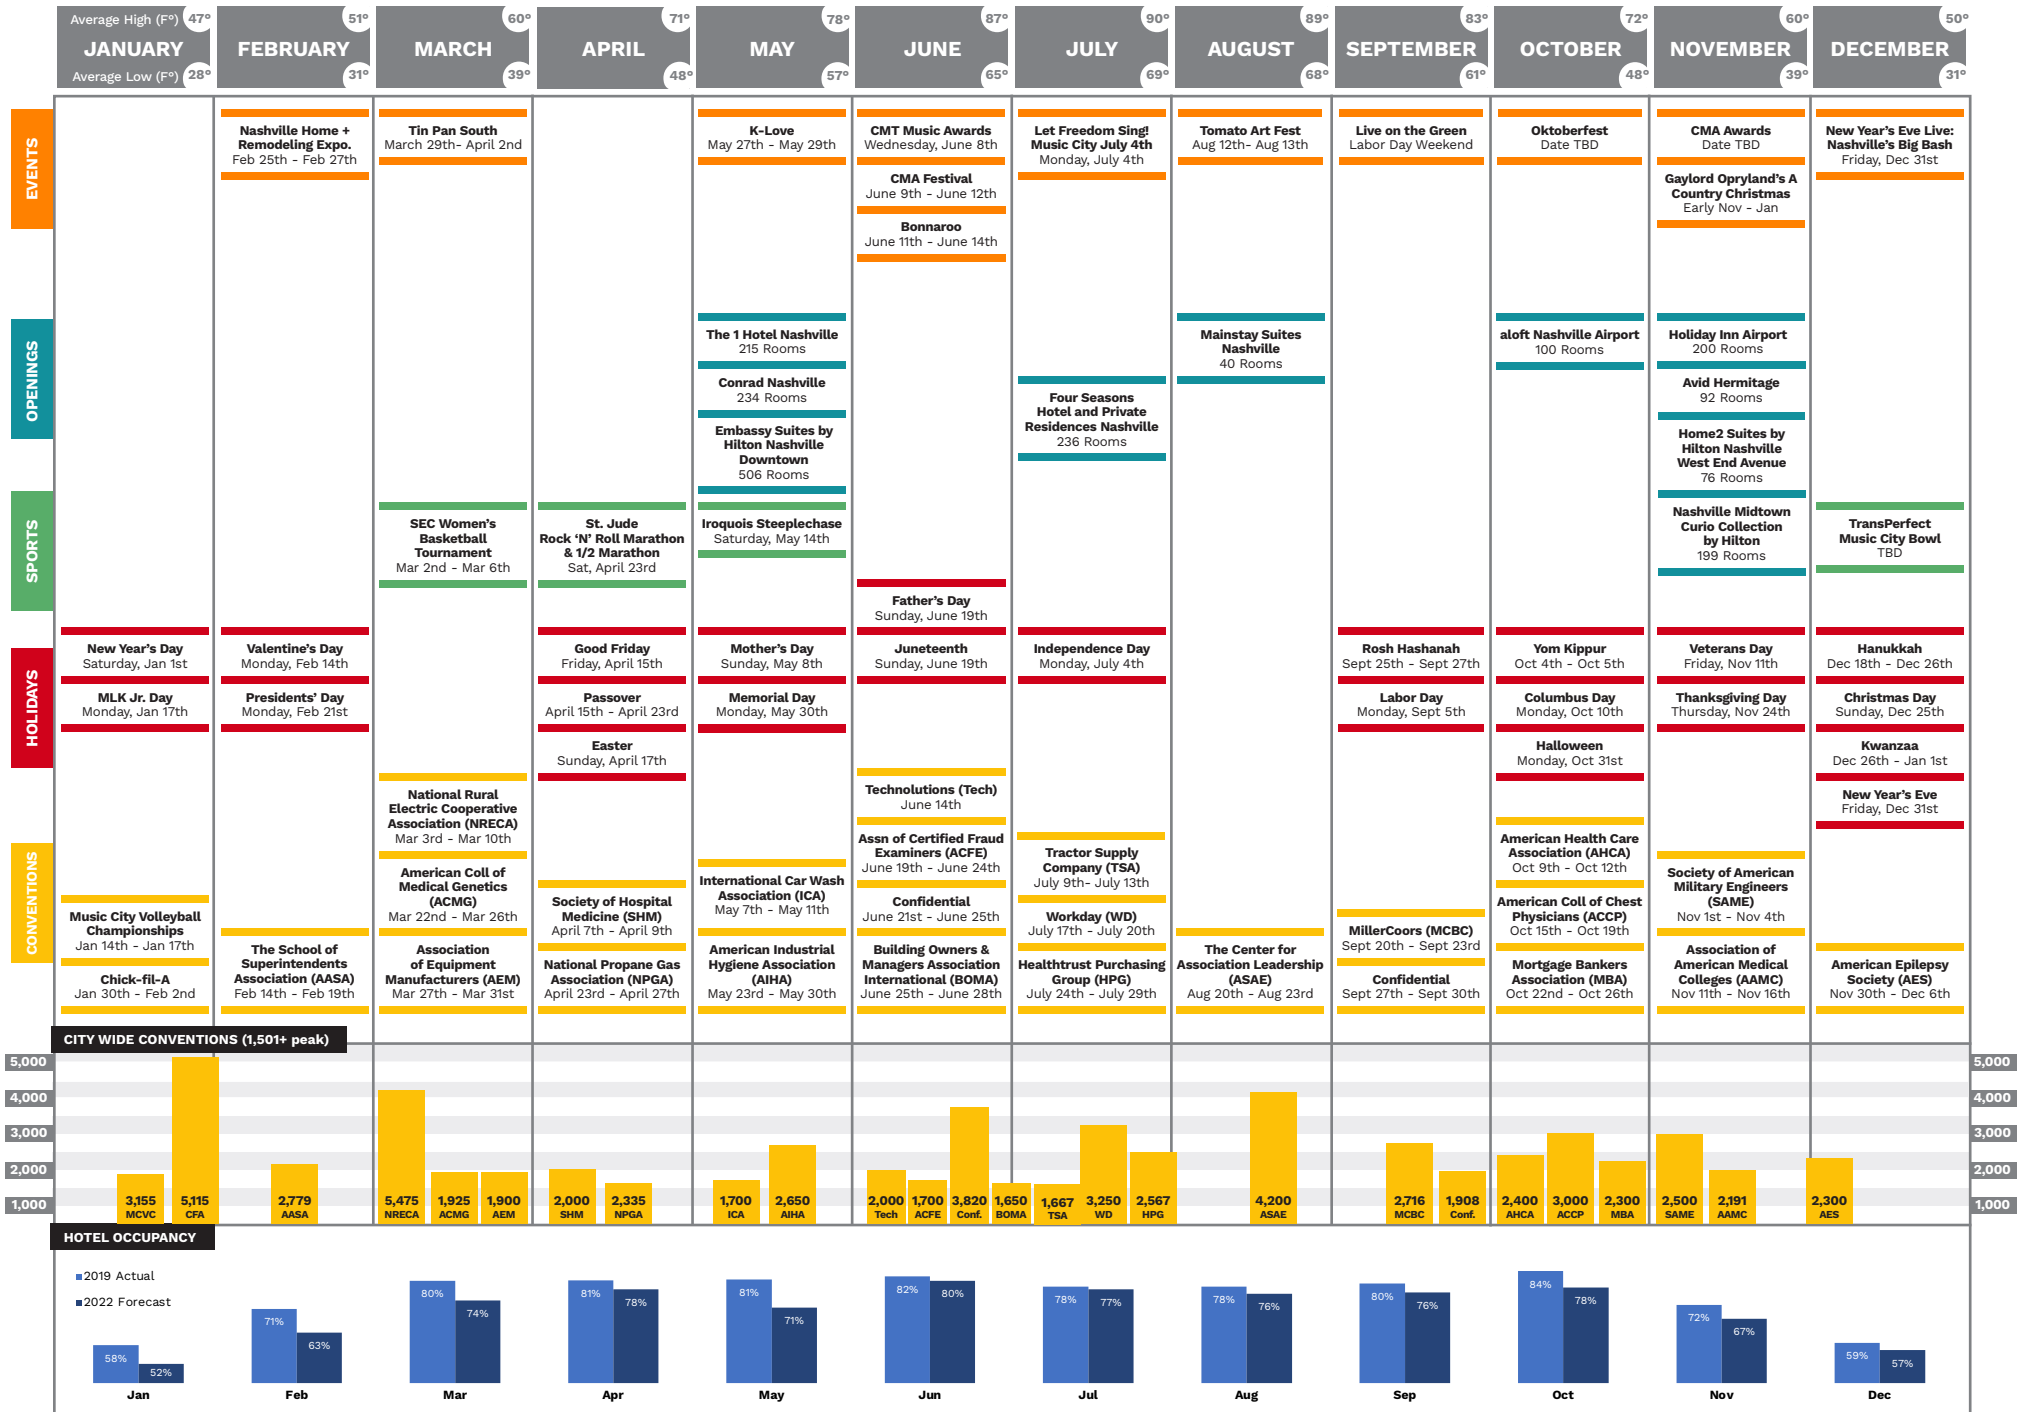 Average High (F°) 47°
JANUARY
Average Low (F°) 28°
51°
FEBRUARY
31°
60°
MARCH
39°
71°
APRIL
48°
78°
MAY
57°
87°
JUNE
65°
90°
JULY
69°
89°
AUGUST
68°
83°
SEPTEMBER
61°
72°
OCTOBER
48°
60°
NOVEMBER
39°
50°
DECEMBER
31°
EVENTS
Nashville Home +
Remodeling Expo.
Feb 25th - Feb 27th
Tin Pan South
March 29th- April 2nd
K-Love
May 27th - May 29th
CMT Music Awards
Wednesday, June 8th
CMA Festival
June 9th - June 12th
Bonnaroo
June 11th - June 14th
Let Freedom Sing!
Music City July 4th
Monday, July 4th
Tomato Art Fest
Aug 12th- Aug 13th
Live on the Green
Labor Day Weekend
Oktoberfest
Date TBD
CMA Awards
Date TBD
Gaylord Opryland's A
Country Christmas
Early Nov - Jan
New Year's Eve Live:
Nashville's Big Bash
Friday, Dec 31st
OPENINGS
The 1 Hotel Nashville
215 Rooms
Conrad Nashville
234 Rooms
Embassy Suites by
Hilton Nashville
Downtown
506 Rooms
Four Seasons
Hotel and Private
Residences Nashville
236 Rooms
Mainstay Suites
Nashville
40 Rooms
aloft Nashville Airport
100 Rooms
Holiday Inn Airport
200 Rooms
Avid Hermitage
92 Rooms
Home2 Suites by
Hilton Nashville
West End Avenue
76 Rooms
Nashville Midtown
Curio Collection
by Hilton
199 Rooms
SPORTS
SEC Women's
Basketball
Tournament
Mar 2nd - Mar 6th
St. Jude
Rock 'N' Roll Marathon
& 1/2 Marathon
Sat, April 23rd
Iroquois Steeplechase
Saturday, May 14th
TransPerfect
Music City Bowl
TBD
HOLIDAYS
New Year's Day
Saturday, Jan 1st
MLK Jr. Day
Monday, Jan 17th
Valentine's Day
Monday, Feb 14th
Presidents' Day
Monday, Feb 21st
Good Friday
Friday, April 15th
Passover
April 15th - April 23rd
Easter
Sunday, April 17th
Mother's Day
Sunday, May 8th
Memorial Day
Monday, May 30th
Father's Day
Sunday, June 19th
Juneteenth
Sunday, June 19th
Independence Day
Monday, July 4th
Rosh Hashanah
Sept 25th - Sept 27th
Labor Day
Monday, Sept 5th
Yom Kippur
Oct 4th - Oct 5th
Columbus Day
Monday, Oct 10th
Halloween
Monday, Oct 31st
Veterans Day
Friday, Nov 11th
Thanksgiving Day
Thursday, Nov 24th
Hanukkah
Dec 18th - Dec 26th
Christmas Day
Sunday, Dec 25th
Kwanzaa
Dec 26th - Jan 1st
New Year's Eve
Friday, Dec 31st
CONVENTIONS
Music City Volleyball
Championships
Jan 14th - Jan 17th
Chick-fil-A
Jan 30th - Feb 2nd
The School of
Superintendents
Association (AASA)
Feb 14th - Feb 19th
National Rural
Electric Cooperative
Association (NRECA)
Mar 3rd - Mar 10th
American Coll of
Medical Genetics
(ACMG)
Mar 22nd - Mar 26th
Association
of Equipment
Manufacturers (AEM)
Mar 27th - Mar 31st
Society of Hospital
Medicine (SHM)
April 7th - April 9th
National Propane Gas
Association (NPGA)
April 23rd - April 27th
International Car Wash
Association (ICA)
May 7th - May 11th
American Industrial
Hygiene Association
(AIHA)
May 23rd - May 30th
Technolutions (Tech)
June 14th
Assn of Certified Fraud
Examiners (ACFE)
June 19th - June 24th
Confidential
June 21st - June 25th
Building Owners &
Managers Association
International (BOMA)
June 25th - June 28th
Tractor Supply
Company (TSA)
July 9th- July 13th
Workday (WD)
July 17th - July 20th
Healthtrust Purchasing
Group (HPG)
July 24th - July 29th
The Center for
Association Leadership
(ASAE)
Aug 20th - Aug 23rd
MillerCoors (MCBC)
Sept 20th - Sept 23rd
Confidential
Sept 27th - Sept 30th
American Health Care
Association (AHCA)
Oct 9th - Oct 12th
American Coll of Chest
Physicians (ACCP)
Oct 15th - Oct 19th
Mortgage Bankers
Association (MBA)
Oct 22nd - Oct 26th
Society of American
Military Engineers
(SAME)
Nov 1st - Nov 4th
Association of
American Medical
Colleges (AAMC)
Nov 11th - Nov 16th
American Epilepsy
Society (AES)
Nov 30th - Dec 6th
CITY WIDE CONVENTIONS (1,501+ peak)
5,000
4,000
3,000
2,000
1,000
3,155
MCVC
5,115
CFA
2,779
AASA
5,475
NRECA
1,925
ACMG
1,900
AEM
2,000
SHM
2,335
NPGA
1,700
ICA
2,650
AIHA
2,000
Tech
1,700
ACFE
3,820
Conf.
1,650
BOMA
1,667
TSA
3,250
WD
2,567
HPG
4,200
ASAE
2,716
MCBC
1,908
Conf.
2,400
AHCA
3,000
ACCP
2,300
MBA
2,500
SAME
2,191
AAMC
2,300
AES
5,000
4,000
3,000
2,000
1,000
HOTEL OCCUPANCY
2019 Actual
2022 Forecast
58% 52%
Jan
71% 63%
Feb
80% 74%
Mar
81% 78%
Apr
81% 71%
May
82% 80%
Jun
78% 77%
Jul
78% 76%
Aug
80% 76%
Sep
84% 78%
Oct
72% 67%
Nov
59% 57%
Dec